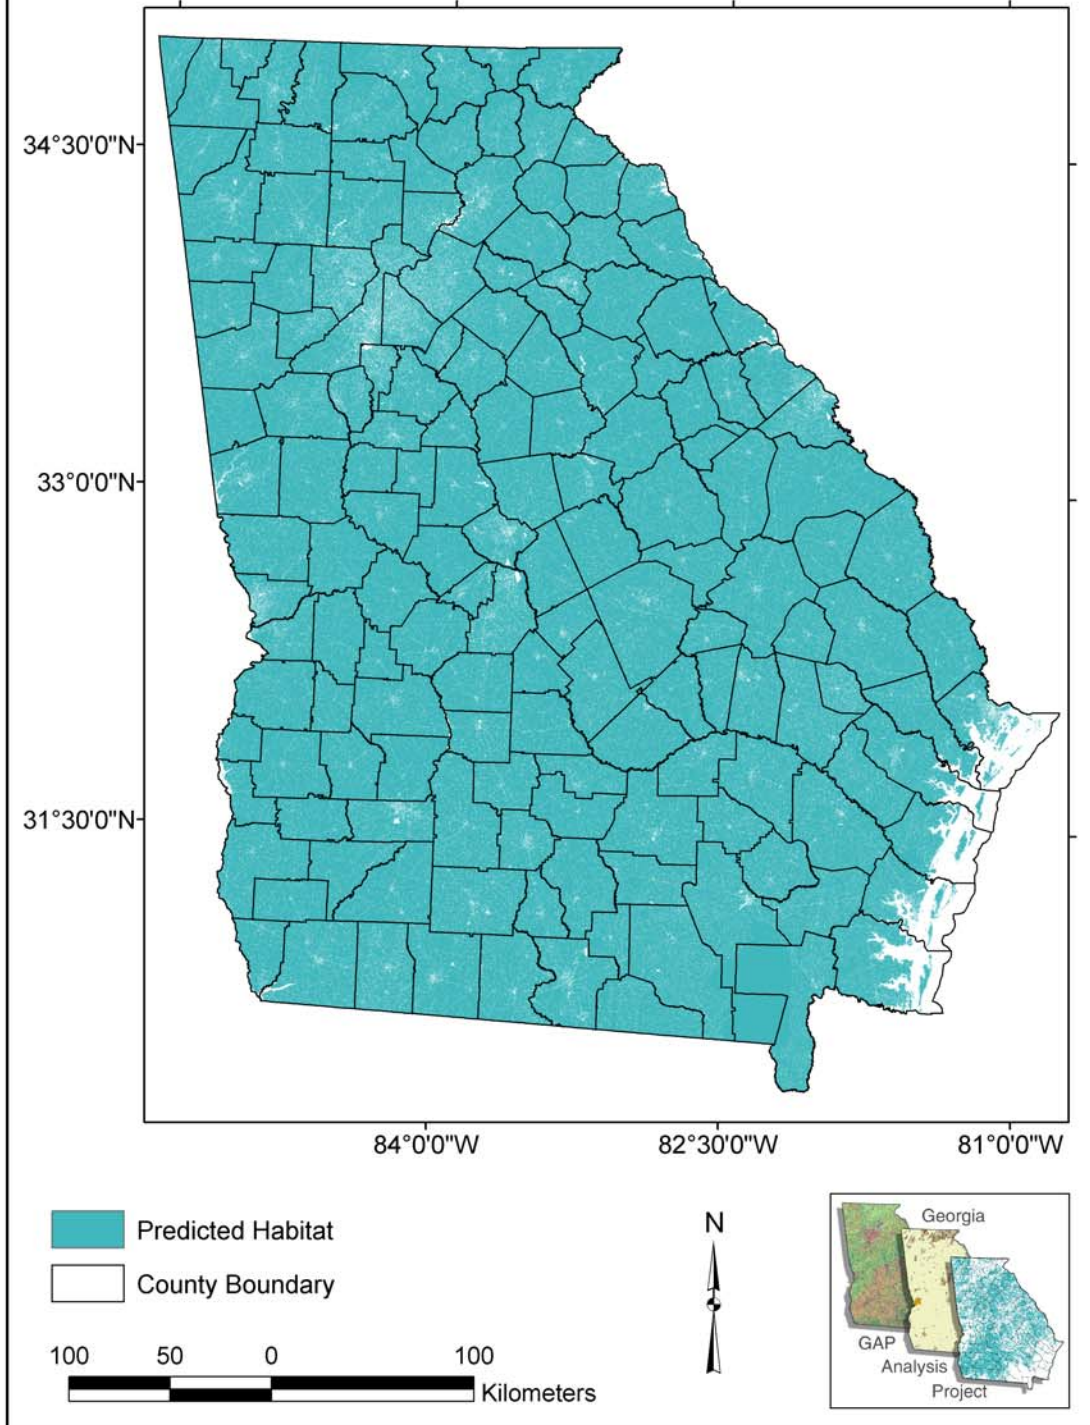 34°30'0"N
33°0'0"N
31°30'0"N
84°0'0"W 82°30'0"W 81°0'0"W
Predicted Habitat
County Boundary
100 50 0 100
Kilometers
N
Georgia
GAP
Analysis
Project